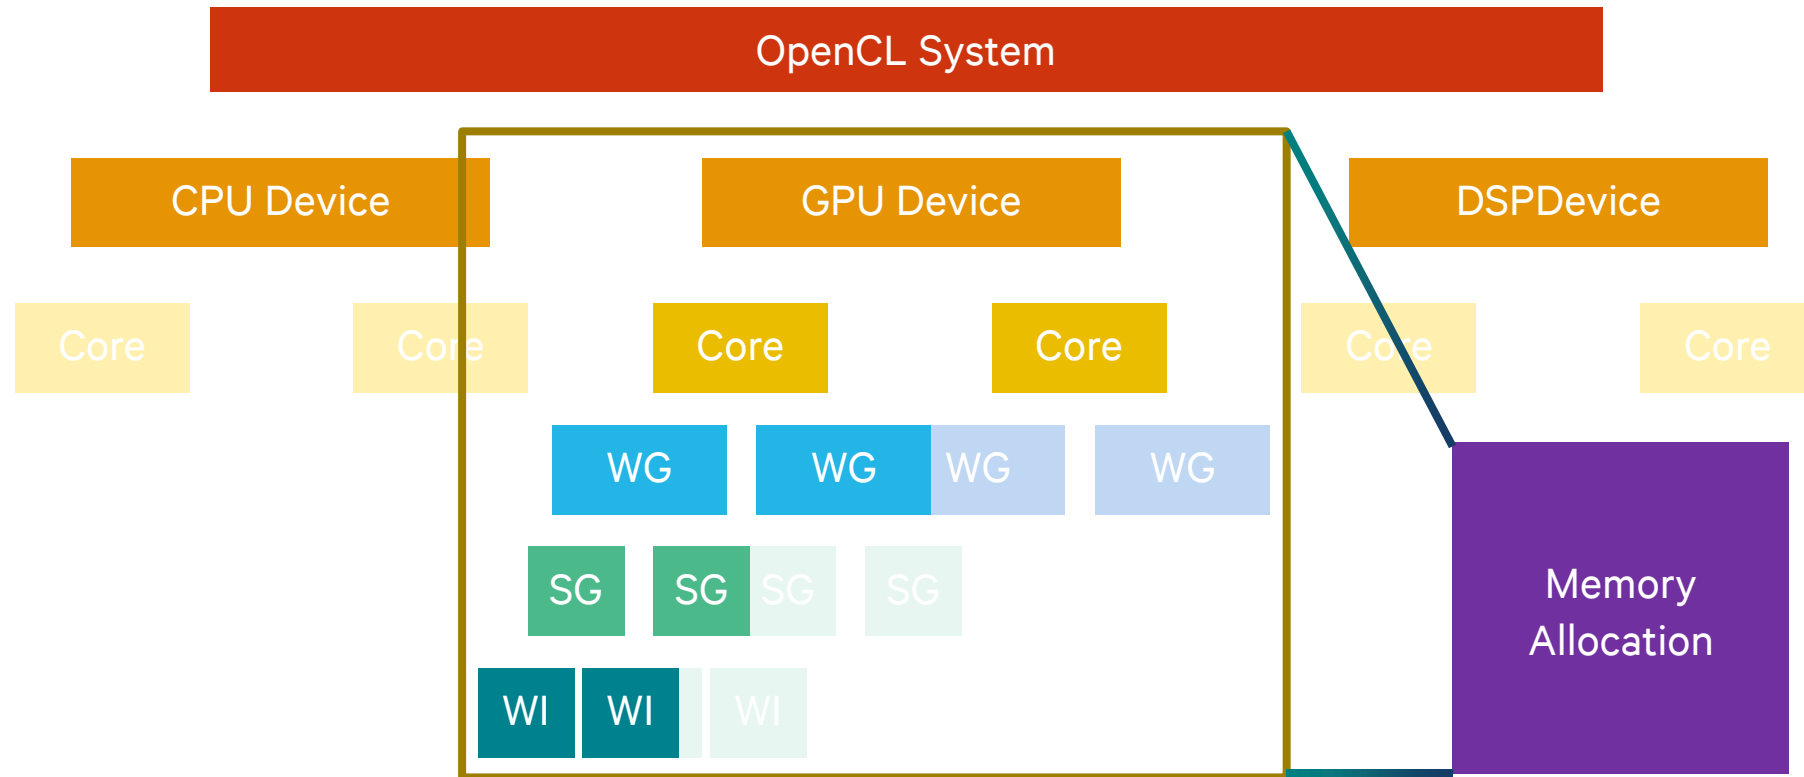 OpenCL System
CPU Device
GPU Device
DSPDevice
Core
Core
Core
Core
Core
Core
WG
WG
WG
WG
SG
SG
SG
SG
WI
WI
WI
Memory
Allocation